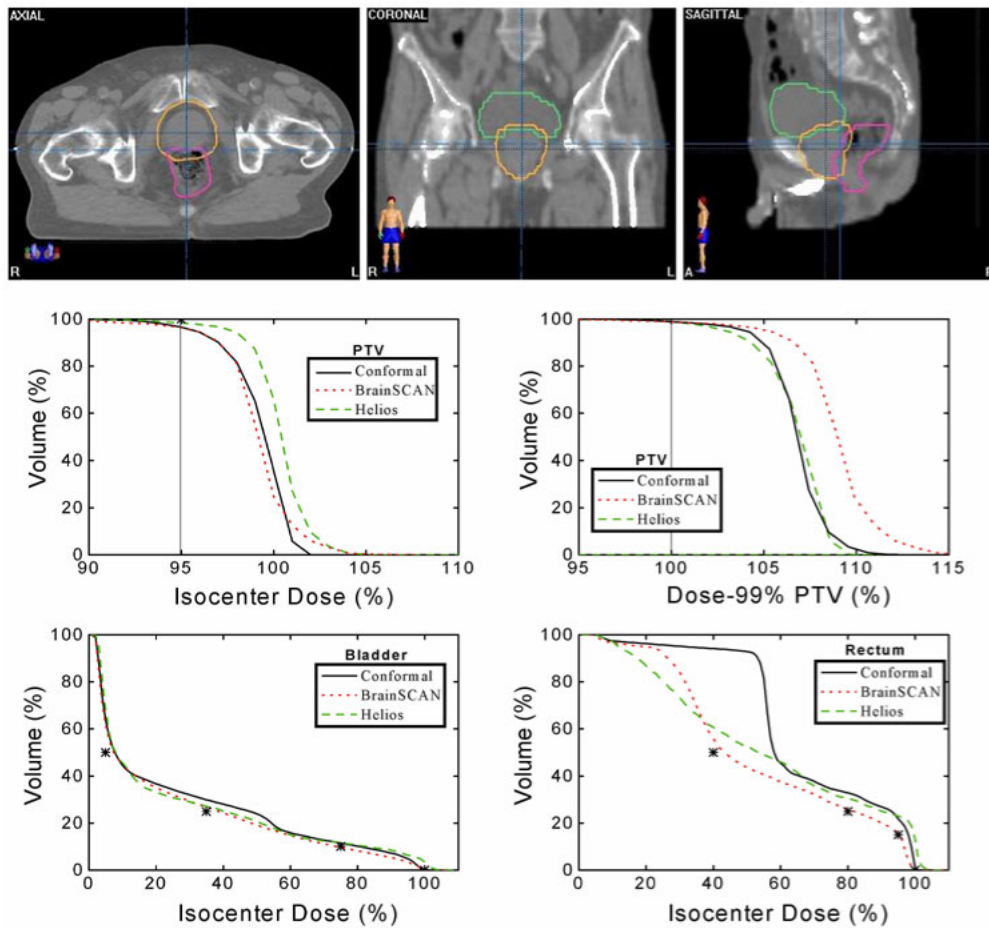 AXIAL
CORONAL
SAGITTAL
R
L
R
L
A
100
80
60
40
20
0
Volume (%)
PTV
Conformal
BrainSCAN
Helios
90
95
100
105
110
Isocenter Dose (%)
100
80
60
40
20
0
Volume (%)
PTV
Conformal
BrainSCAN
Helios
95
100
105
110
115
Dose-99% PTV (%)
100
80
60
40
20
0
Volume (%)
Bladder
Conformal
BrainSCAN
Helios
0
20
40
60
80
100
Isocenter Dose (%)
100
80
60
40
20
0
Volume (%)
Rectum
Conformal
BrainSCAN
Helios
0
20
40
60
80
100
Isocenter Dose (%)